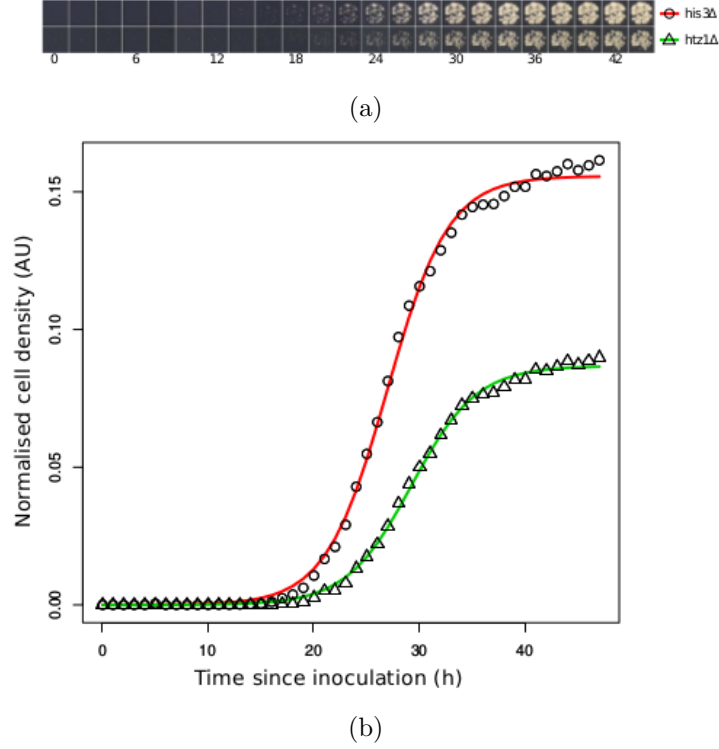 his3Δ
htz1Δ
0 6 12 18 24 30 36 42
(a)
0.15
0.10
0.05
0.00
Normalised cell density (AU)
0 10 20 30 40
Time since inoculation (h)
(b)